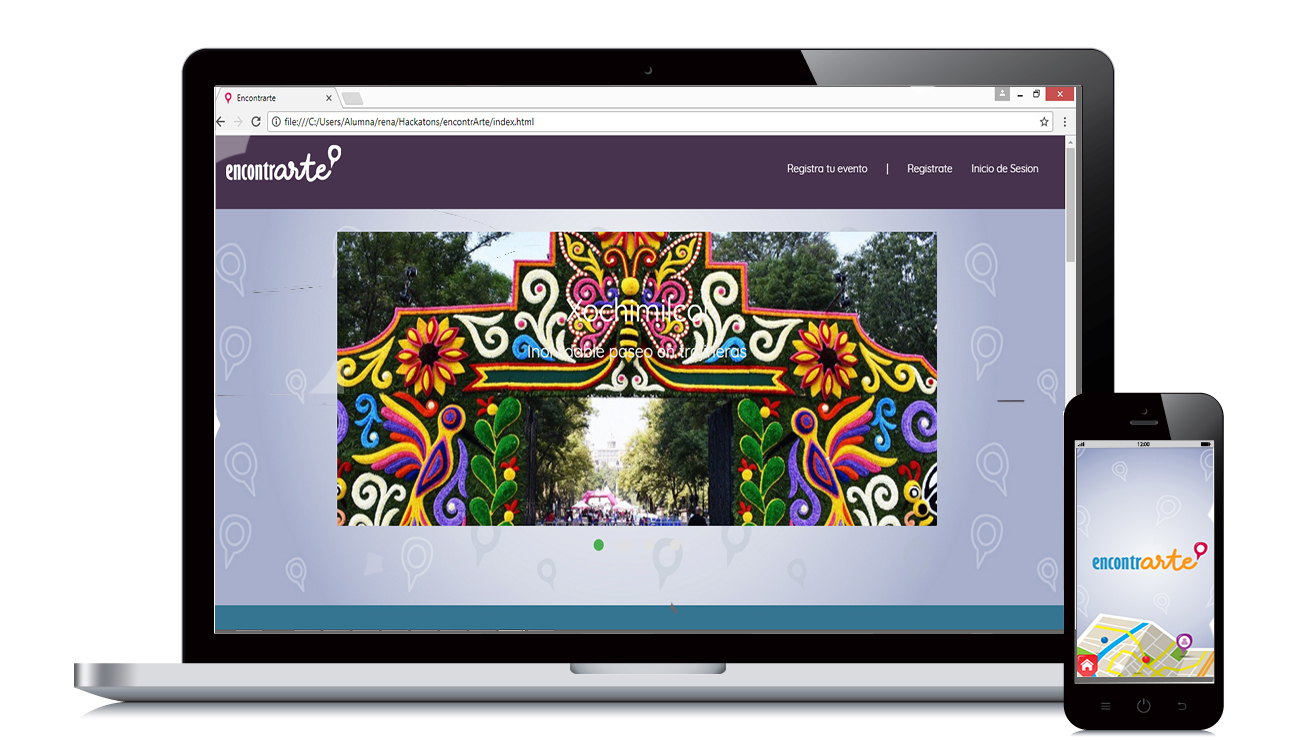 Encontrarte
file:///C:/Users/Alumna/rena/Hackatons/encontrArte/index.html
encontrarte
Registra tu evento | Registrate Inicio de Sesion
Xochimilco!
Increíble paseo en trajineras
12:00
encontrarte